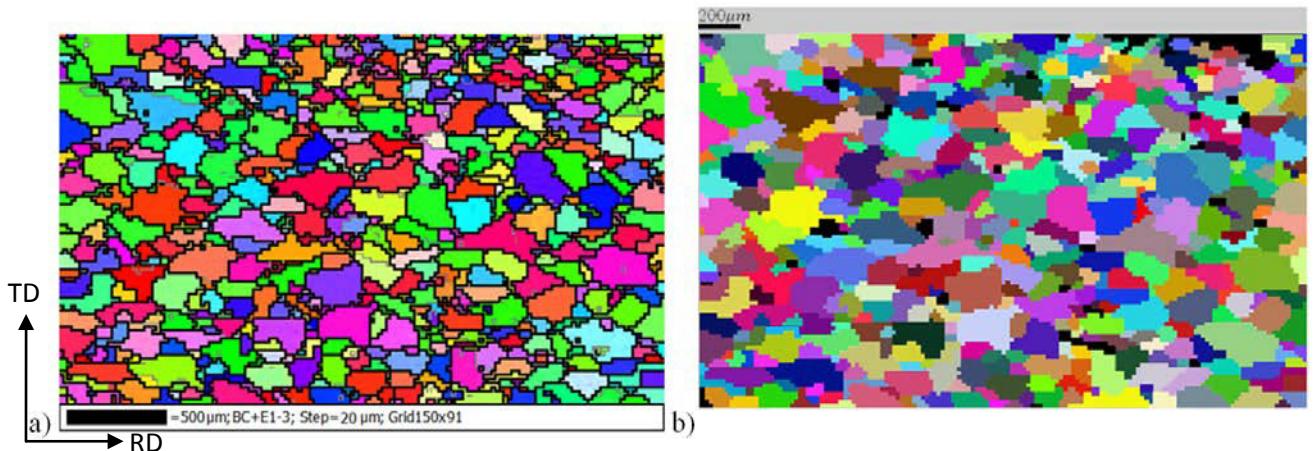 200µm
TD
a)
=500µm; BC+E1-3; Step=20 µm; Grid150x91
b)
RD